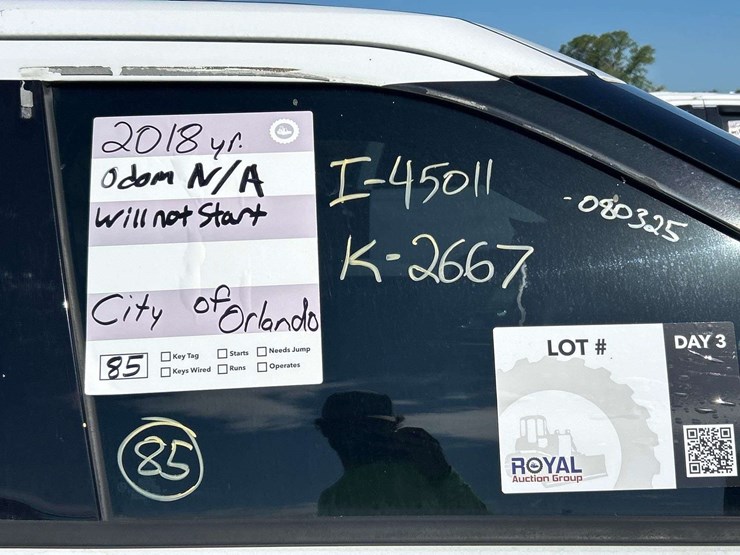 2018 yr.
Odom N/A
Will not Start
City of Orlando
85
Key Tag
Starts
Needs Jump
Keys Wired
Runs
Operates
I-45011
K-2667
-080325
85
LOT #
DAY 3
ROYAL
Auction Group